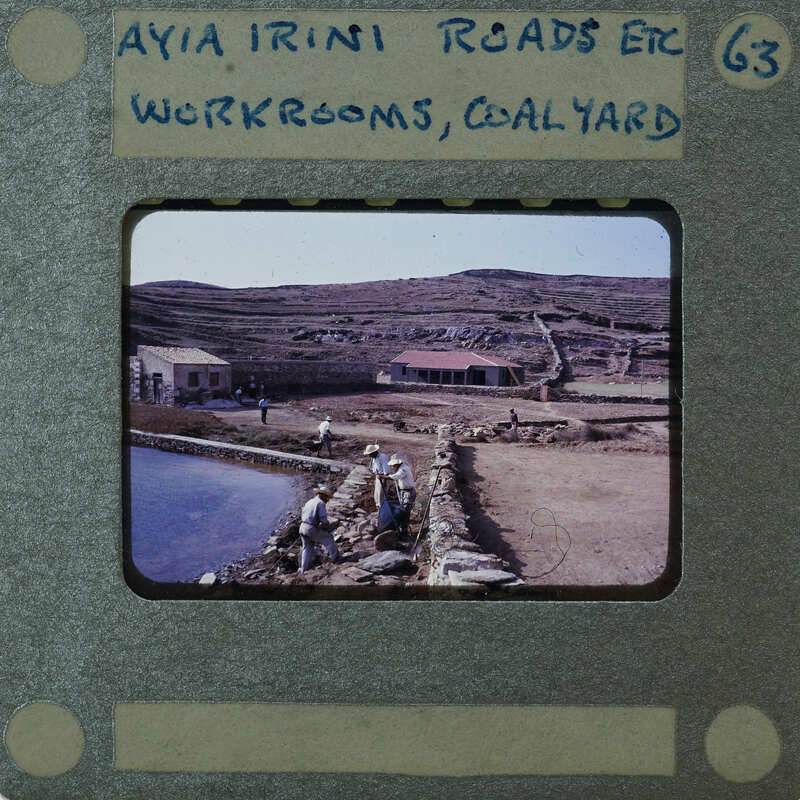 AYIA IRINI ROADS ETC
63
WORKROOMS, COALYARD